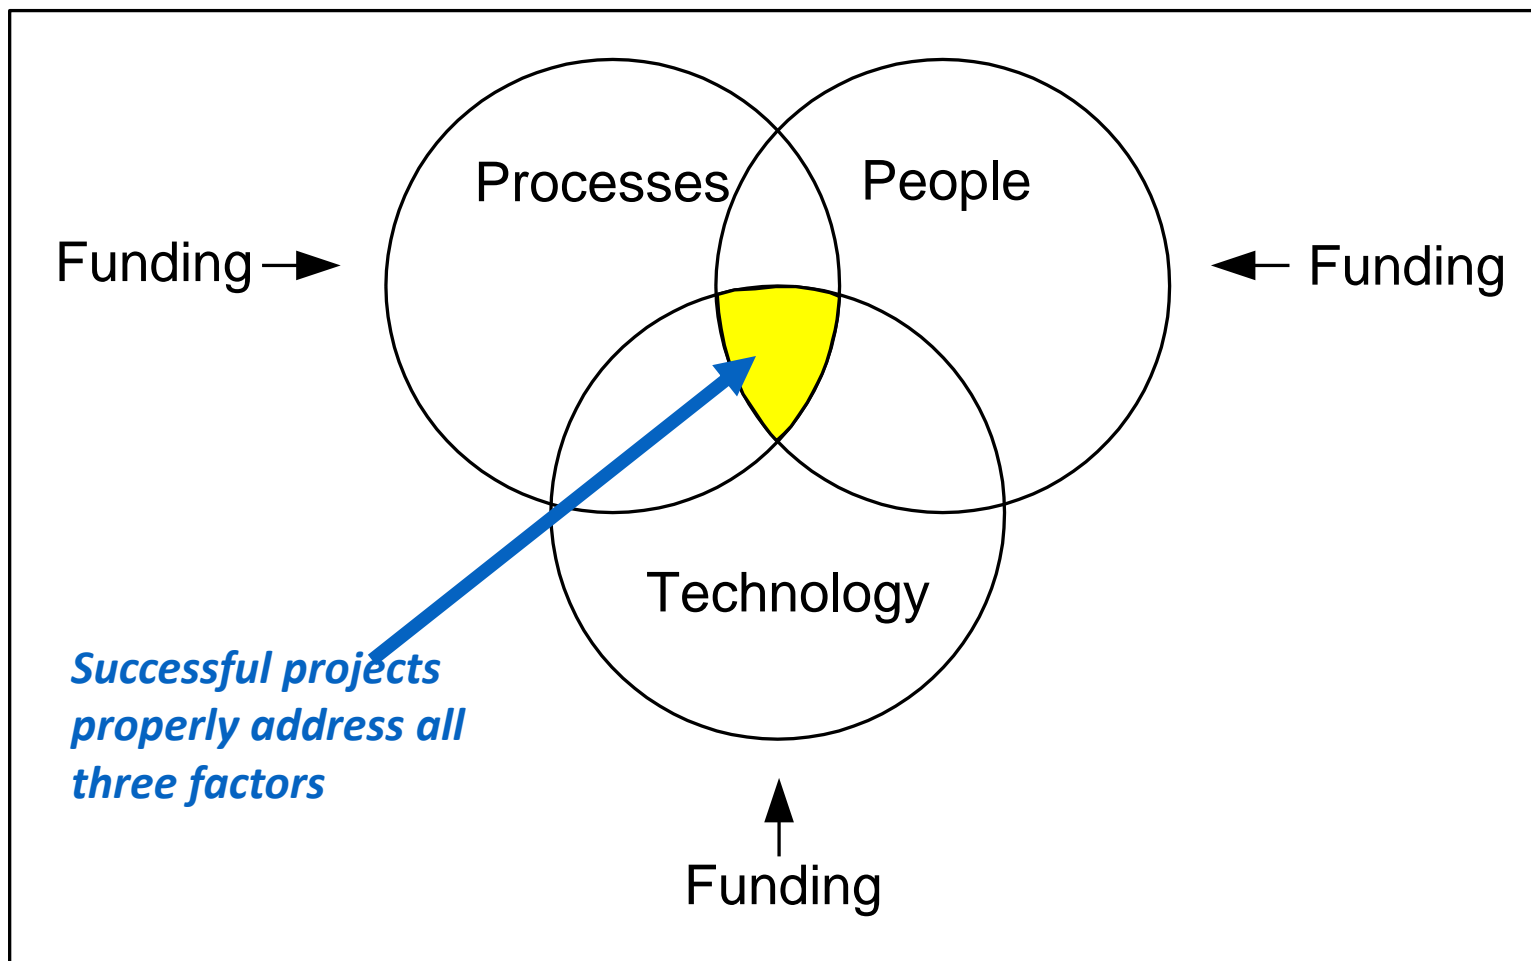 Processes
People
Funding
Funding
Technology
Successful projects
properly address all
three factors
Funding